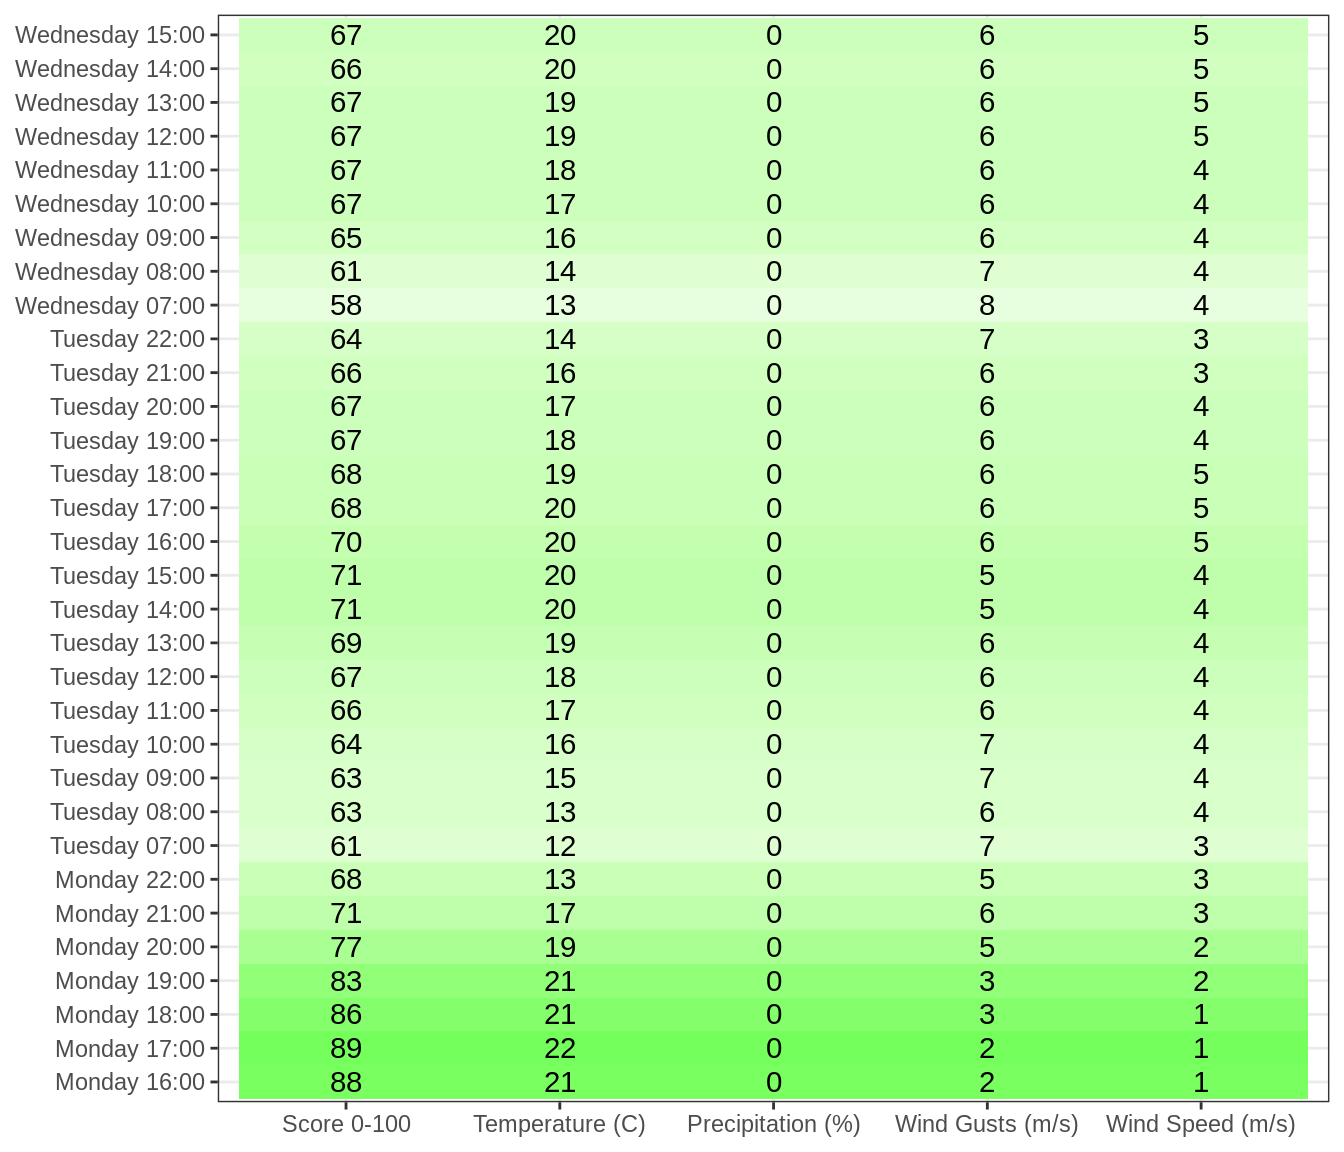 Wednesday 15:00 67 20 0 6 5
Wednesday 14:00 66 20 0 6 5
Wednesday 13:00 67 19 0 6 5
Wednesday 12:00 67 19 0 6 5
Wednesday 11:00 67 18 0 6 4
Wednesday 10:00 67 17 0 6 4
Wednesday 09:00 65 16 0 6 4
Wednesday 08:00 61 14 0 7 4
Wednesday 07:00 58 13 0 8 4
Tuesday 22:00 64 14 0 7 3
Tuesday 21:00 66 16 0 6 3
Tuesday 20:00 67 17 0 6 4
Tuesday 19:00 67 18 0 6 4
Tuesday 18:00 68 19 0 6 5
Tuesday 17:00 68 20 0 6 5
Tuesday 16:00 70 20 0 6 5
Tuesday 15:00 71 20 0 5 4
Tuesday 14:00 71 20 0 5 4
Tuesday 13:00 69 19 0 6 4
Tuesday 12:00 67 18 0 6 4
Tuesday 11:00 66 17 0 6 4
Tuesday 10:00 64 16 0 7 4
Tuesday 09:00 63 15 0 7 4
Tuesday 08:00 63 13 0 6 4
Tuesday 07:00 61 12 0 7 3
Monday 22:00 68 13 0 5 3
Monday 21:00 71 17 0 6 3
Monday 20:00 77 19 0 5 2
Monday 19:00 83 21 0 3 2
Monday 18:00 86 21 0 3 1
Monday 17:00 89 22 0 2 1
Monday 16:00 88 21 0 2 1
Score 0-100 Temperature (C) Precipitation (%) Wind Gusts (m/s) Wind Speed (m/s)